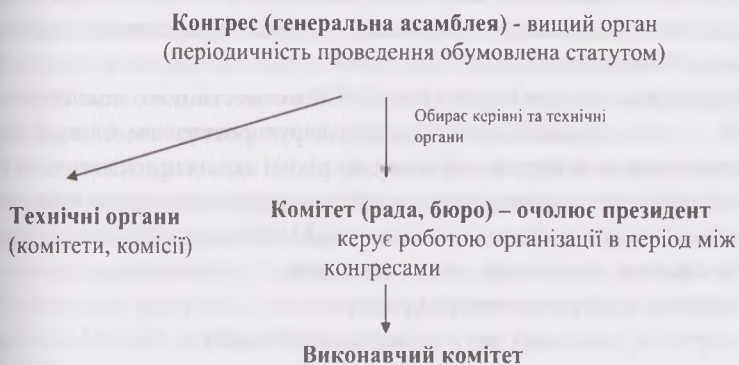 Конгрес (генеральна асамблея) - вищий орган
(періодичність проведення обумовлена статутом)
Обирає керівні та технічні
органи
Технічні органи
(комітети, комісії)
Комітет (рада, бюро) – очолює президент
керує роботою організації в період між
конгресами
Виконавчий комітет